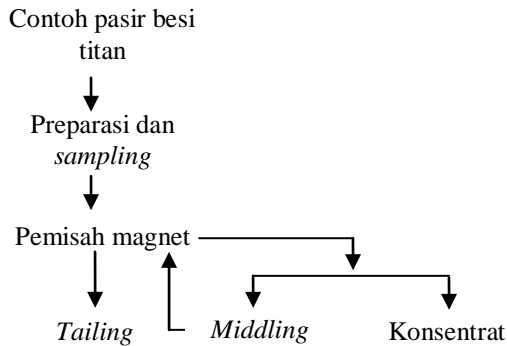 Contoh pasir besi
titan
Preparasi dan
sampling
Pemisah magnet
Tailing
Middling
Konsentrat